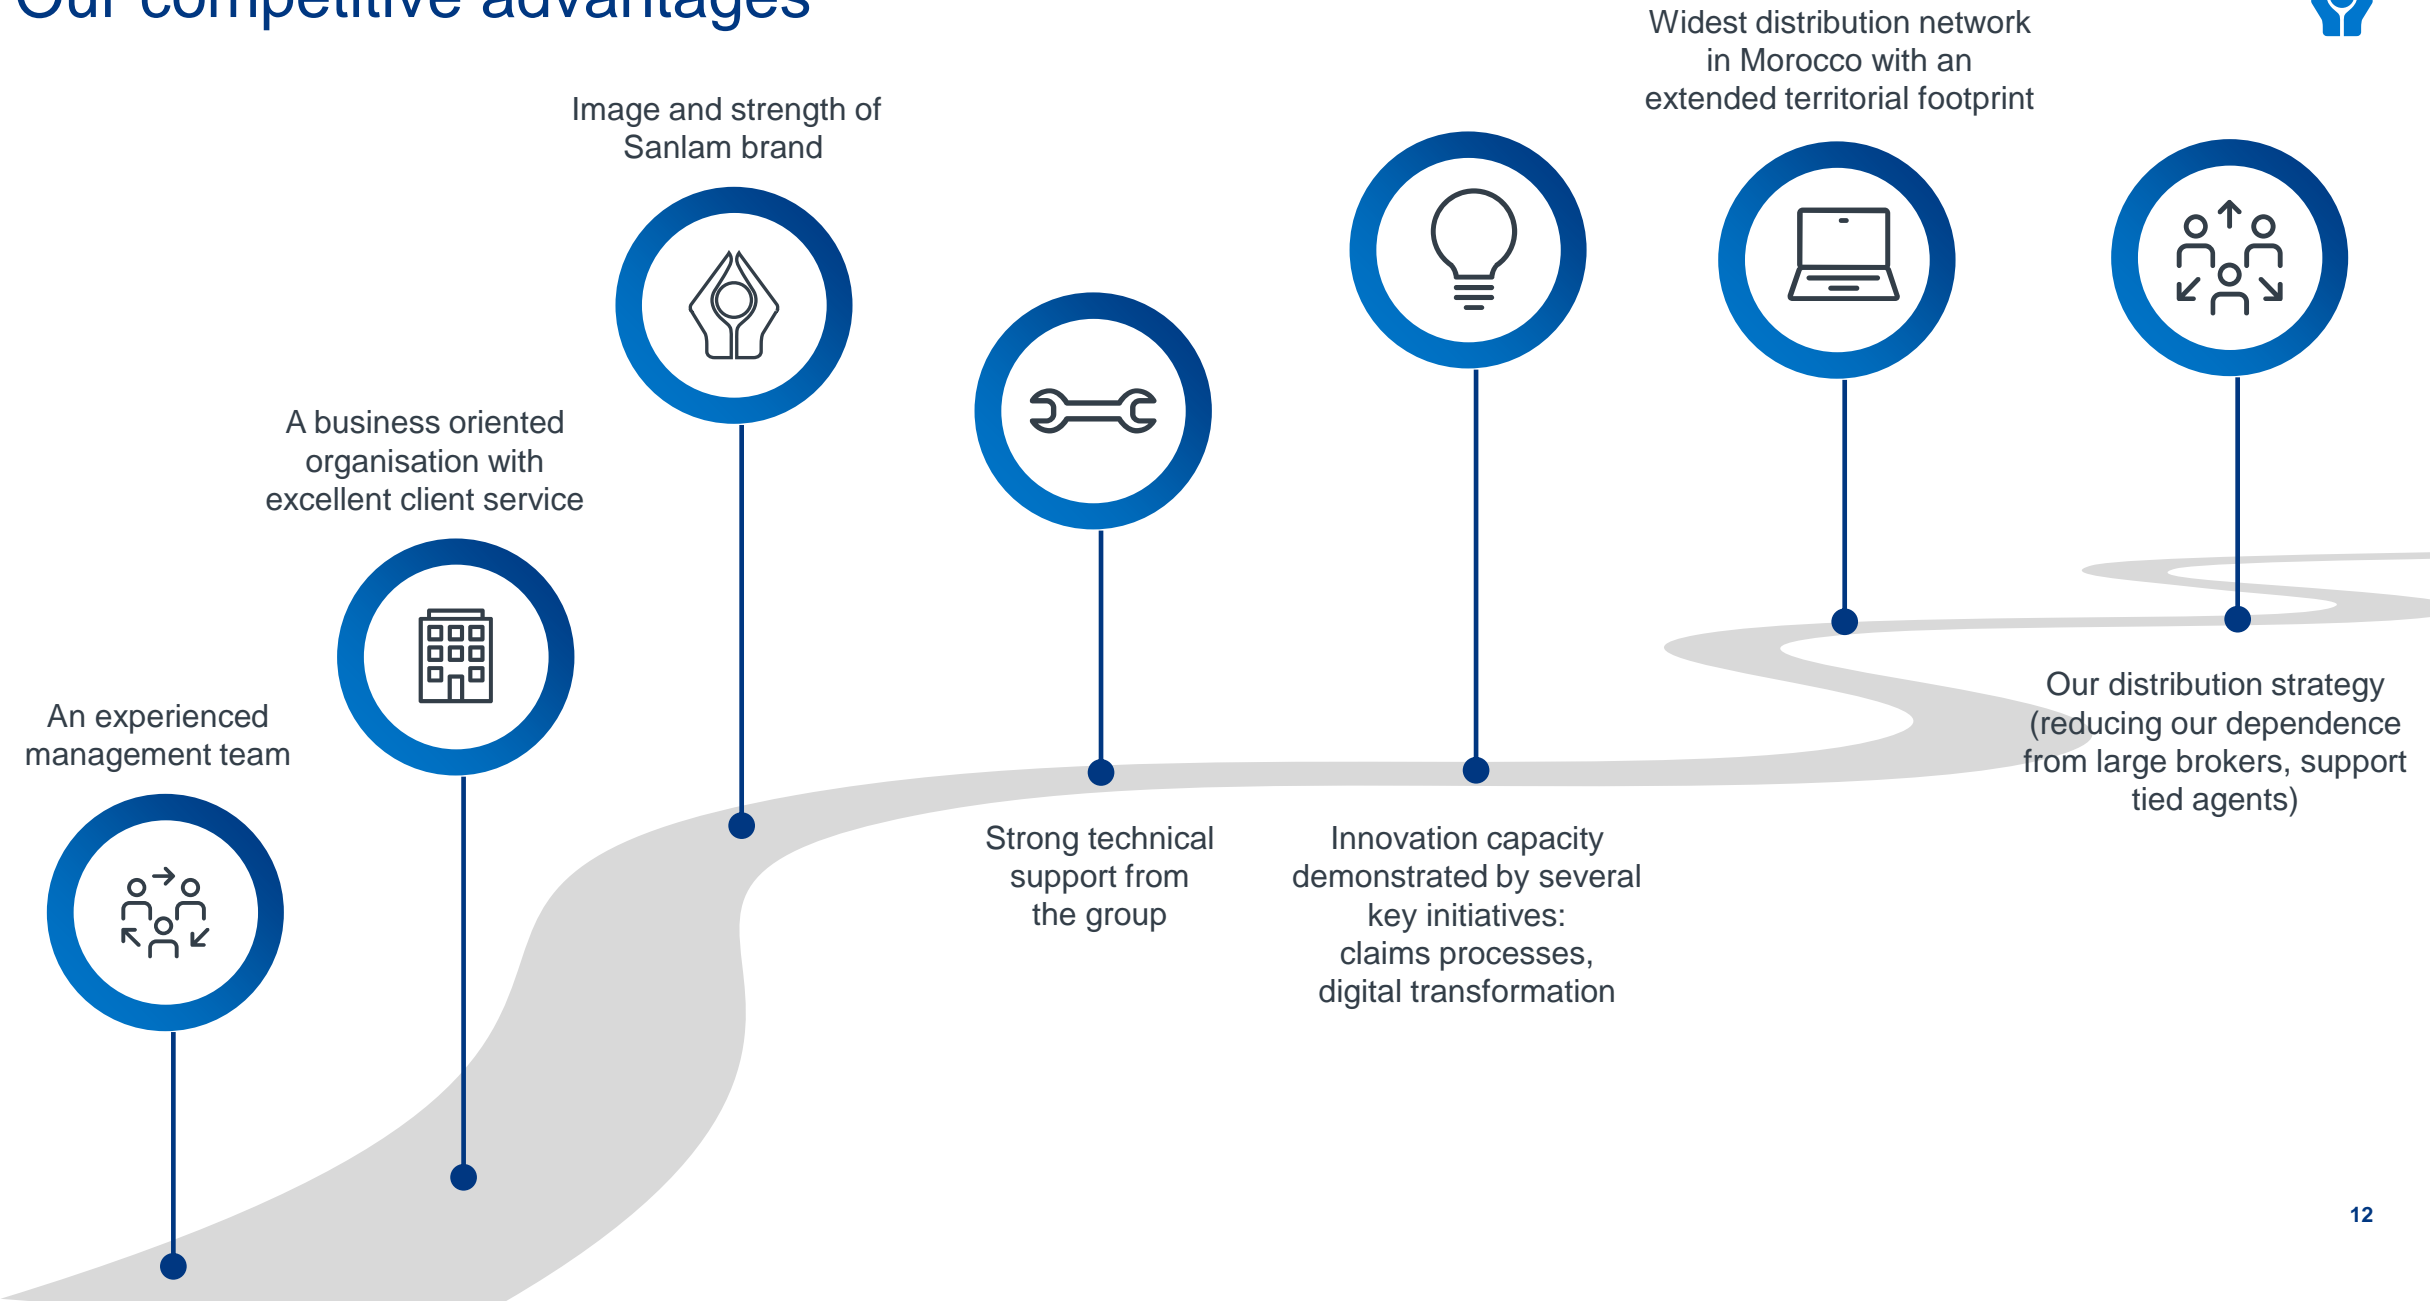 Our competitive advantages
An experienced
management team
A business oriented
organisation with
excellent client service
Image and strength of
Sanlam brand
Strong technical
support from
the group
Innovation capacity
demonstrated by several
key initiatives:
claims processes,
digital transformation
Widest distribution network
in Morocco with an
extended territorial footprint
Our distribution strategy
(reducing our dependence
from large brokers, support
tied agents)
12